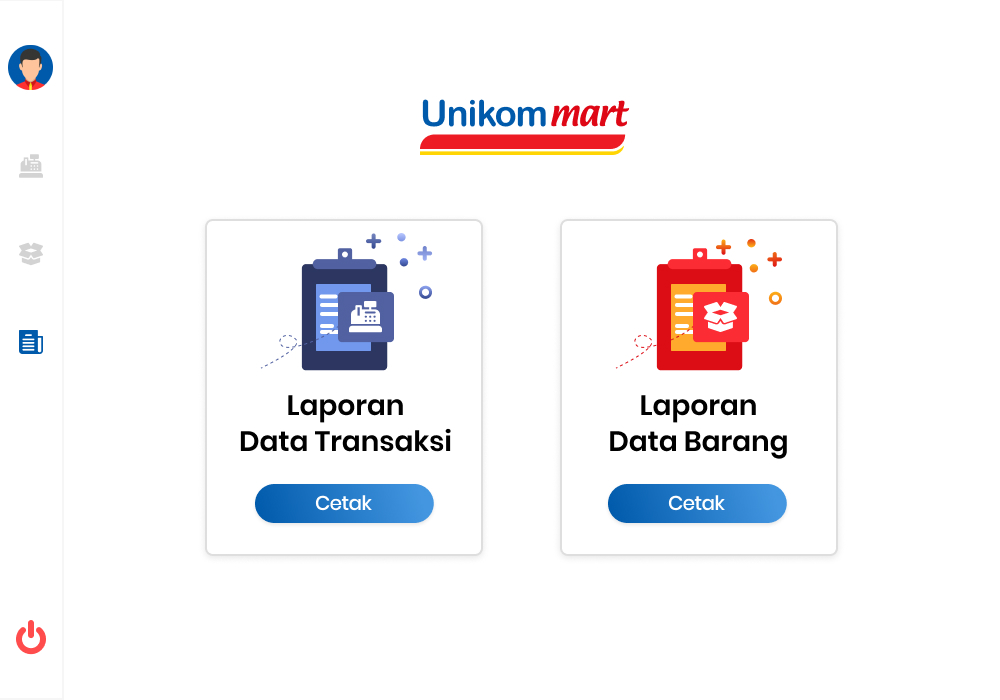 Unikom mart
Laporan
Data Transaksi
Cetak
Laporan
Data Barang
Cetak